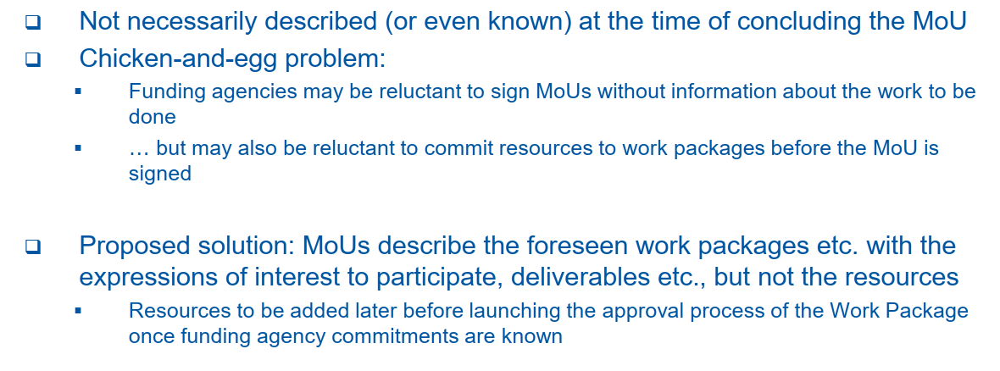 Not necessarily described (or even known) at the time of concluding the MoU
Chicken-and-egg problem:
Funding agencies may be reluctant to sign MoUs without information about the work to be
done
… but may also be reluctant to commit resources to work packages before the MoU is
signed
Proposed solution: MoUs describe the foreseen work packages etc. with the
expressions of interest to participate, deliverables etc., but not the resources
Resources to be added later before launching the approval process of the Work Package
once funding agency commitments are known